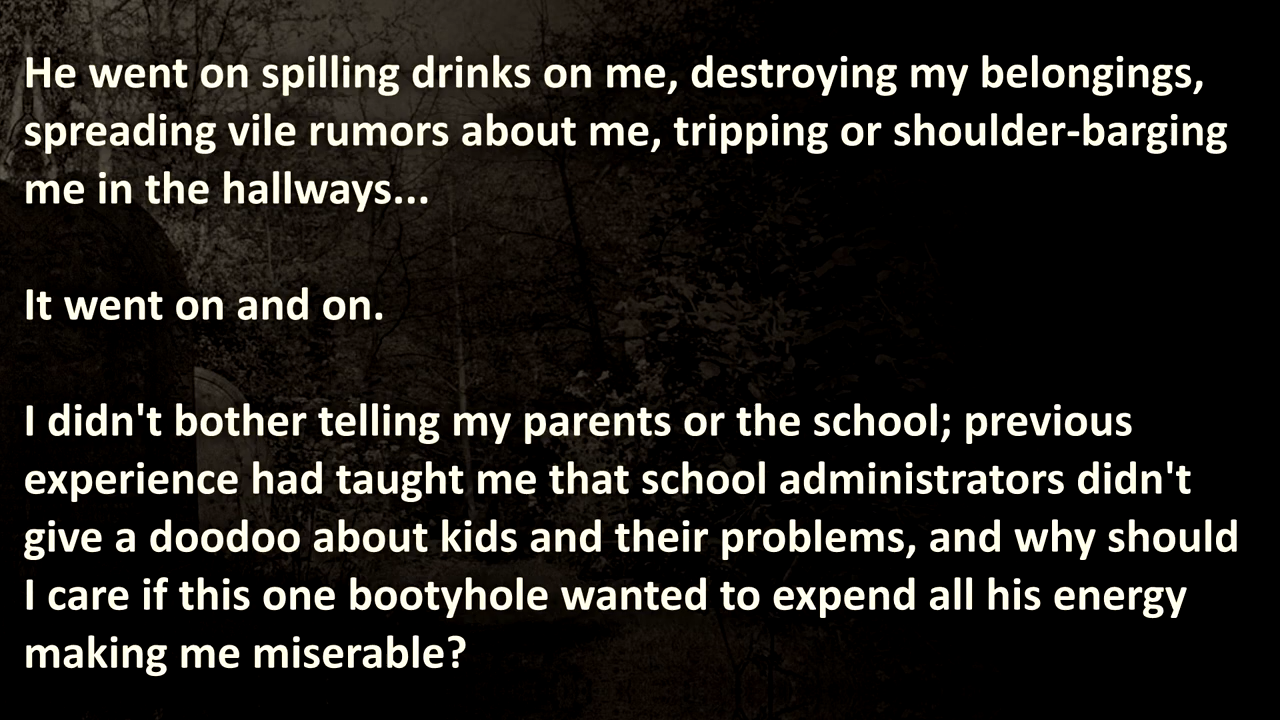 He went on spilling drinks on me, destroying my belongings,
spreading vile rumors about me, tripping or shoulder-barging
me in the hallways...
It went on and on.
I didn't bother telling my parents or the school; previous
experience had taught me that school administrators didn't
give a doodoo about kids and their problems, and why should
I care if this one bootyhole wanted to expend all his energy
making me miserable?